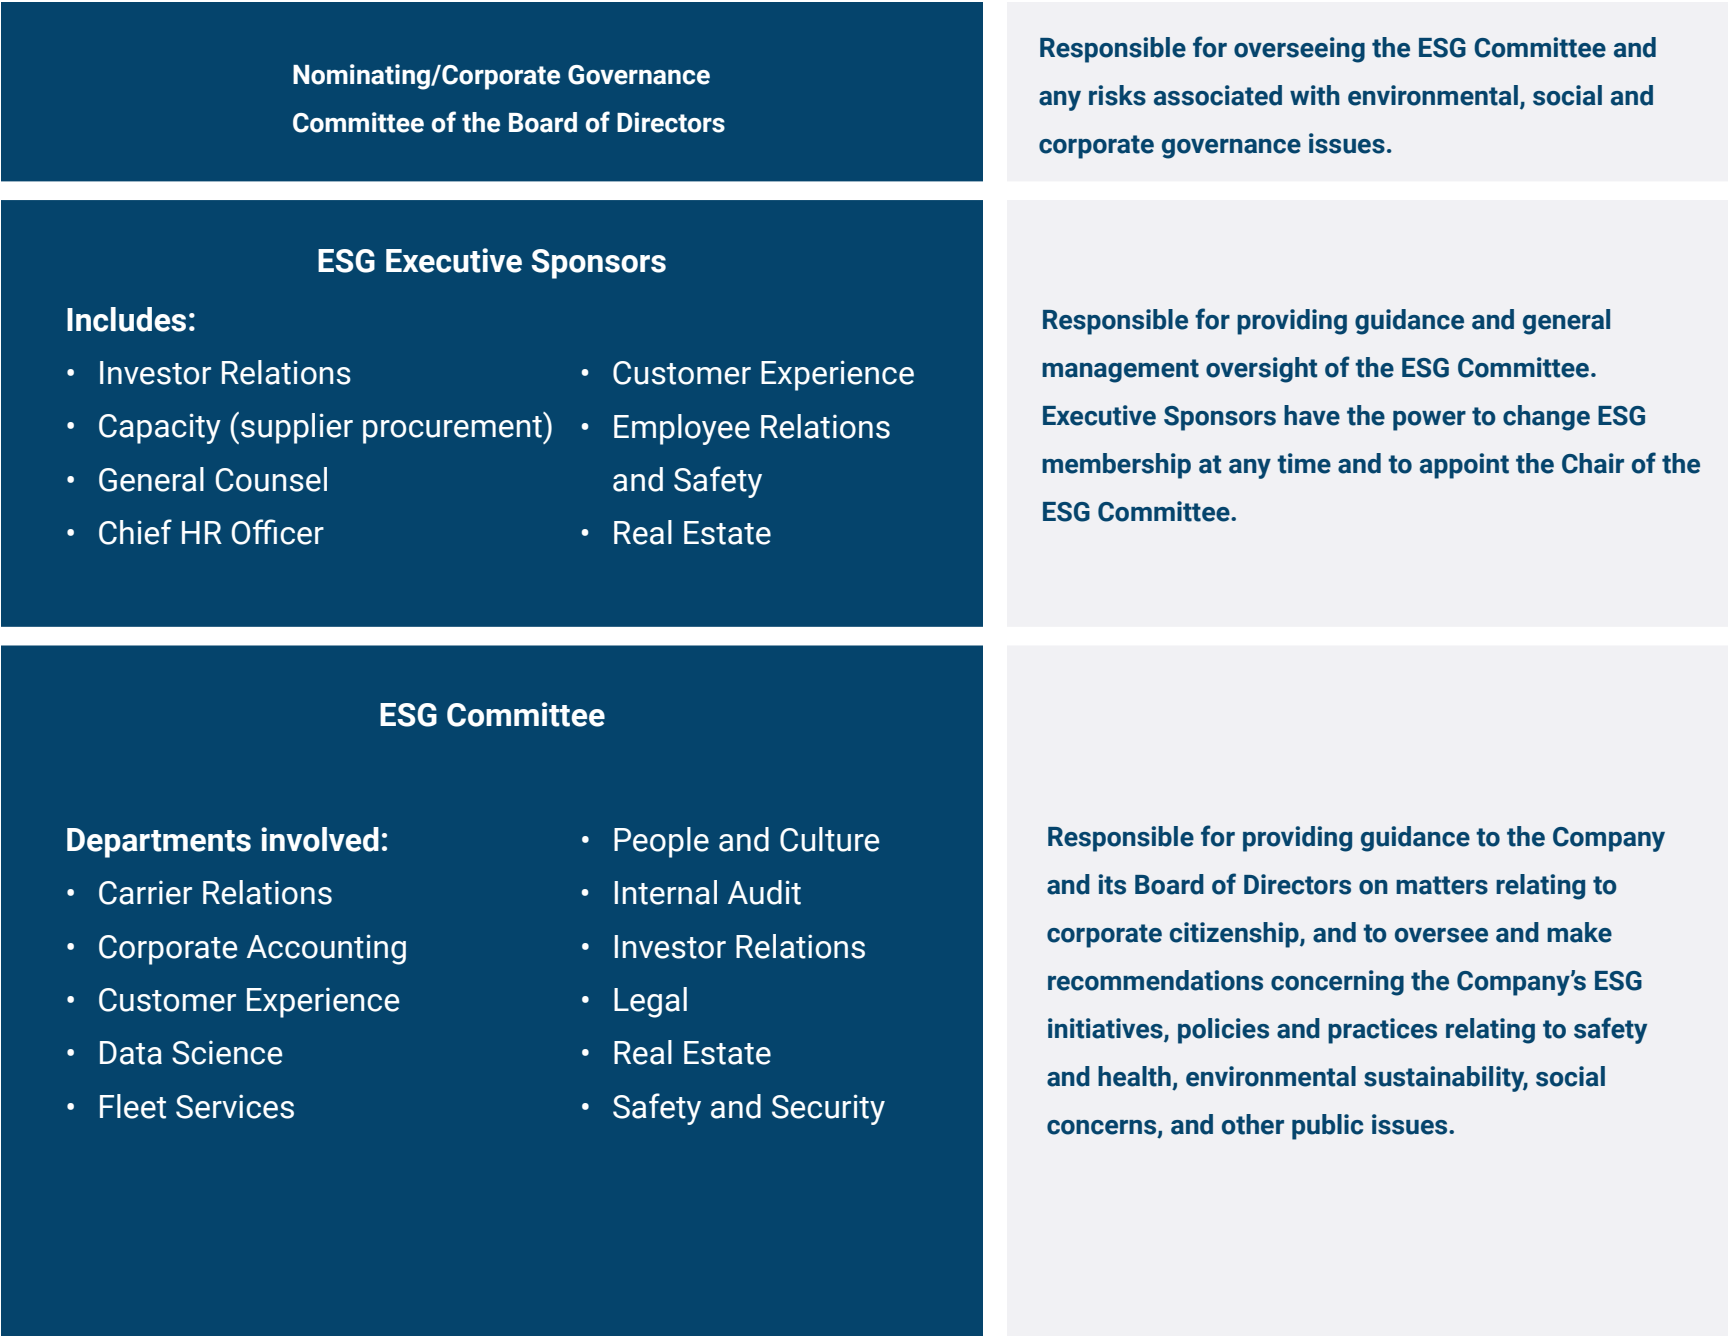 Nominating/Corporate Governance
Committee of the Board of Directors
Responsible for overseeing the ESG Committee and
any risks associated with environmental, social and
corporate governance issues.
ESG Executive Sponsors
Includes:
• Investor Relations
• Capacity (supplier procurement)
• General Counsel
• Chief HR Officer
• Customer Experience
• Employee Relations
and Safety
• Real Estate
Responsible for providing guidance and general
management oversight of the ESG Committee.
Executive Sponsors have the power to change ESG
membership at any time and to appoint the Chair of the
ESG Committee.
ESG Committee
Departments involved:
• Carrier Relations
• Corporate Accounting
• Customer Experience
• Data Science
• Fleet Services
• People and Culture
• Internal Audit
• Investor Relations
• Legal
• Real Estate
• Safety and Security
Responsible for providing guidance to the Company
and its Board of Directors on matters relating to
corporate citizenship, and to oversee and make
recommendations concerning the Company’s ESG
initiatives, policies and practices relating to safety
and health, environmental sustainability, social
concerns, and other public issues.